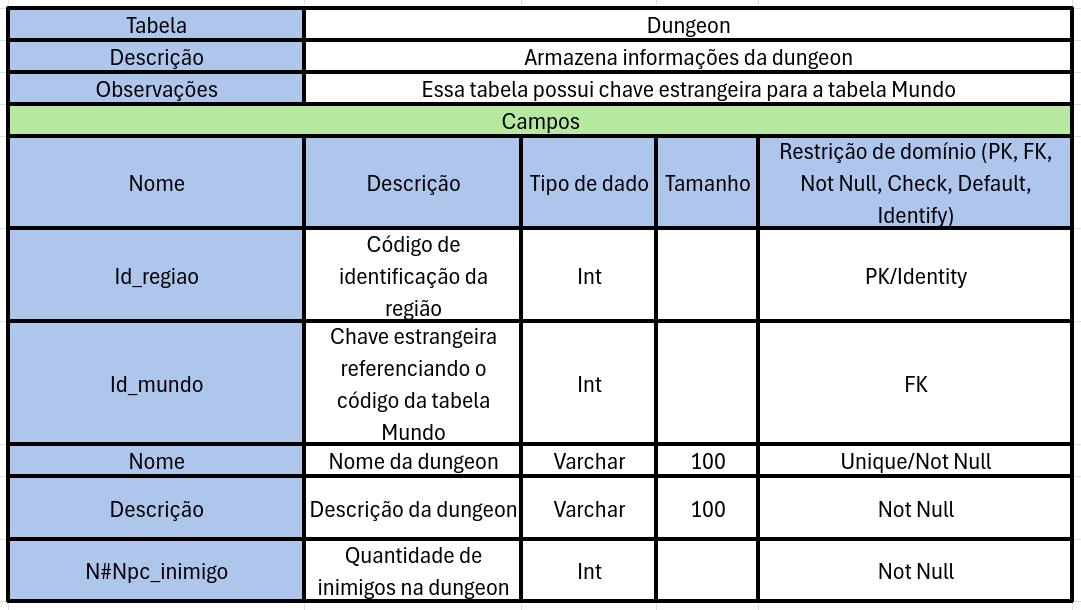 Tabela Dungeon
Descrição Armazena informações da dungeon
Observações Essa tabela possui chave estrangeira para a tabela Mundo
Campos
Nome
Descrição
Tipo de dado
Tamanho
Restrição de domínio (PK, FK,
Not Null, Check, Default,
Identify)
Id_regiao
Código de
identificação da
região
Int
PK/Identity
Id_mundo
Chave estrangeira
referenciando o
código da tabela
Mundo
Int
FK
Nome Nome da dungeon Varchar 100 Unique/Not Null
Descrição Descrição da dungeon Varchar 100 Not Null
N#Npc_inimigo
Quantidade de
inimigos na dungeon
Int
Not Null